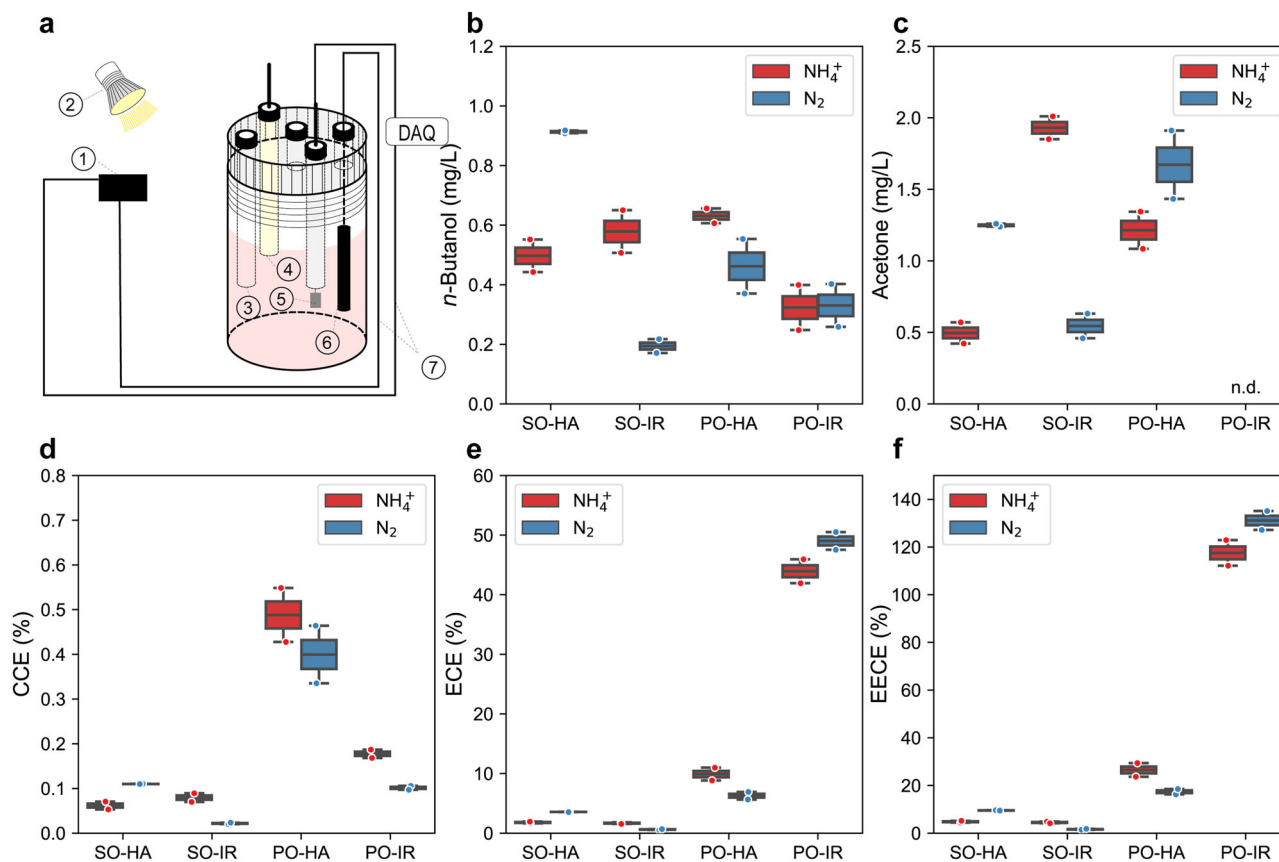 a
2
1
DAQ
3
4
5
6
7
b
n-Butanol (mg/L)
1.2
1.0
0.8
0.6
0.4
0.2
0.0
NH₄⁺
N₂
SO-HA SO-IR PO-HA PO-IR
c
Acetone (mg/L)
2.5
2.0
1.5
1.0
0.5
0.0
NH₄⁺
N₂
n.d.
SO-HA SO-IR PO-HA PO-IR
d
CCE (%)
0.8
0.7
0.6
0.5
0.4
0.3
0.2
0.1
0.0
NH₄⁺
N₂
SO-HA SO-IR PO-HA PO-IR
e
ECE (%)
60
50
40
30
20
10
0
NH₄⁺
N₂
SO-HA SO-IR PO-HA PO-IR
f
EECE (%)
140
120
100
80
60
40
20
0
NH₄⁺
N₂
SO-HA SO-IR PO-HA PO-IR